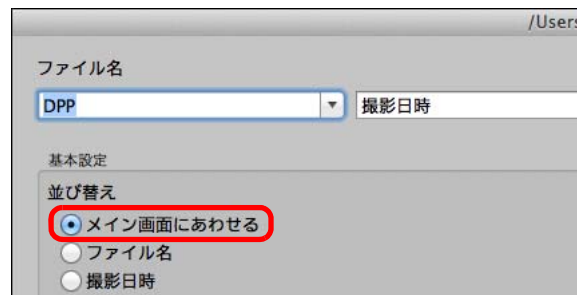 /Users
ファイル名
DPP 撮影日時
基本設定
並び替え
メイン画面にあわせる
ファイル名
撮影日時